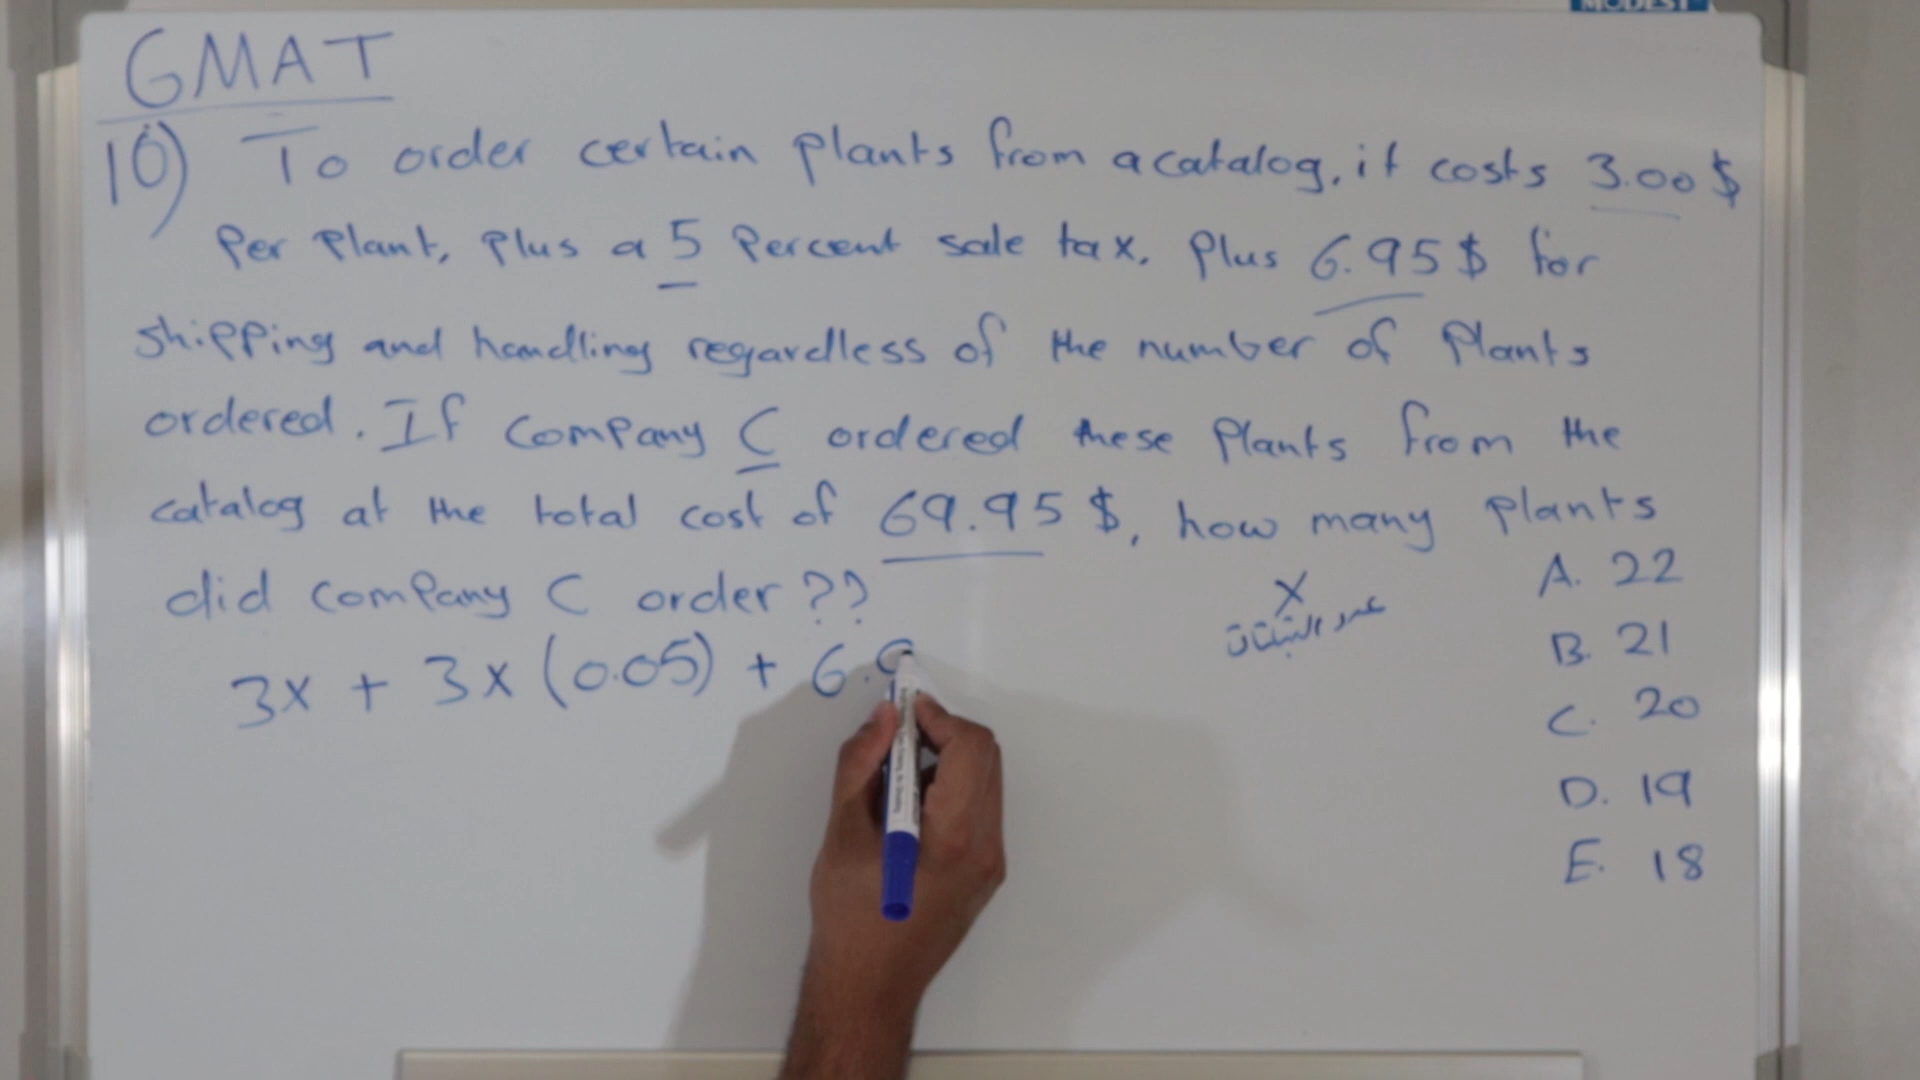 MODEST
GMAT
10) To order certain plants from a catalog, it costs 3.00$
Per Plant, Plus a 5 Percent sale tax, Plus 6.95$ for
shipping and handling regardless of the number of Plants
ordered. If Company C ordered these Plants from the
catalog at the total cost of 69.95$, how many plants
did company C order??
X
عدد النبتات
3x + 3x (0.05) + 6.9
A. 22
B. 21
C. 20
D. 19
E. 18